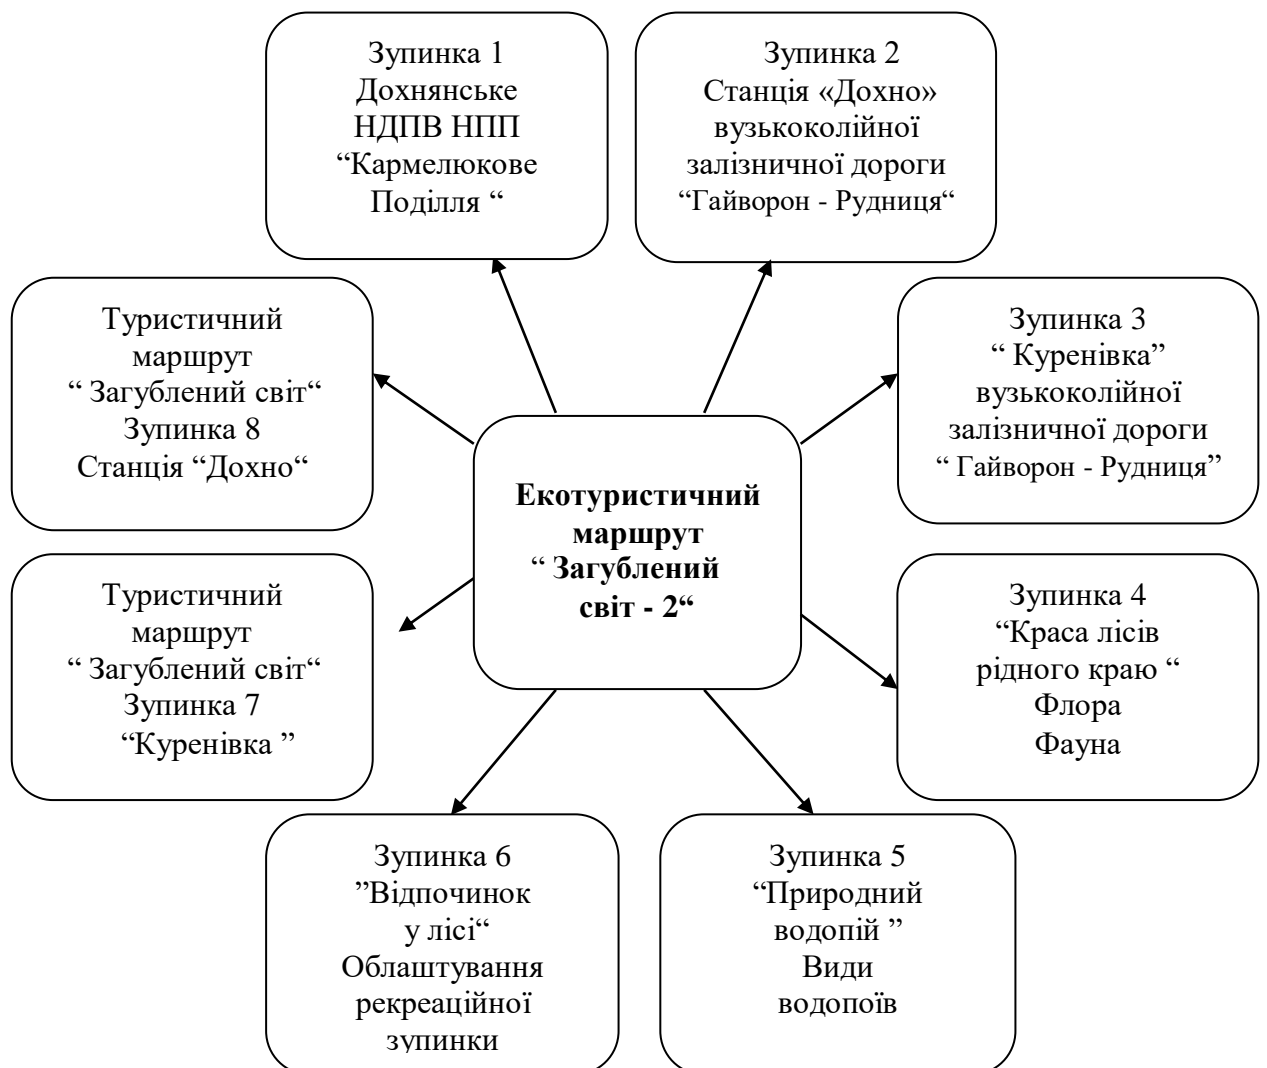 Зупинка 1
Дохнянське
НДПВ НПП
“Кармелюкове
Поділля “
Зупинка 2
Станція «Дохно»
вузькоколійної
залізничної дороги
“Гайворон - Рудниця“
Зупинка 3
“ Куренівка”
вузькоколійної
залізничної дороги
“ Гайворон - Рудниця”
Зупинка 4
“Краса лісів
рідного краю “
Флора
Фауна
Зупинка 5
“Природний
водопій ”
Види
водопоїв
Зупинка 6
”Відпочинок
у лісі“
Облаштування
рекреаційної
зупинки
Туристичний
маршрут
“ Загублений світ“
Зупинка 7
“Куренівка ”
Туристичний
маршрут
“ Загублений світ“
Зупинка 8
Станція “Дохно“
Екотуристичний
маршрут
“ Загублений
світ - 2“